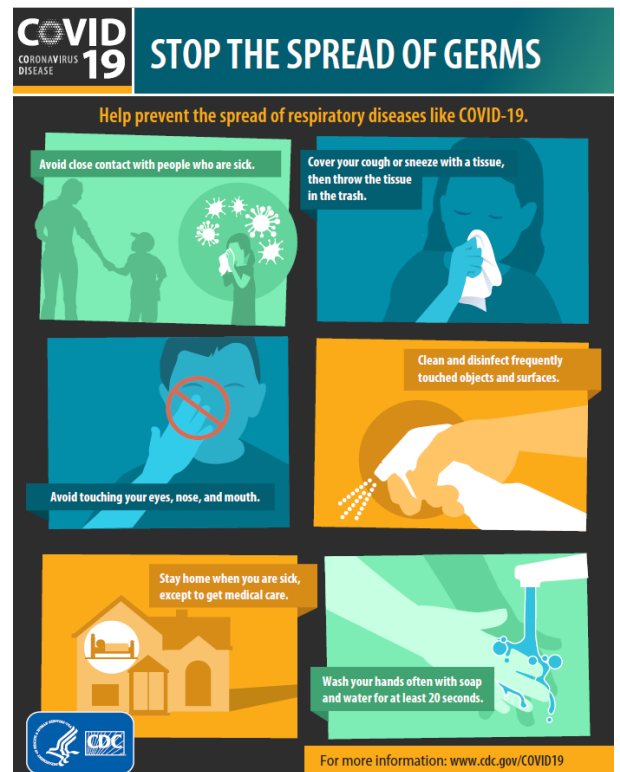 COVID
CORONAVIRUS
DISEASE
19
STOP THE SPREAD OF GERMS
Help prevent the spread of respiratory diseases like COVID-19.
Avoid close contact with people who are sick.
Cover your cough or sneeze with a tissue,
then throw the tissue
in the trash.
Avoid touching your eyes, nose, and mouth.
Clean and disinfect frequently
touched objects and surfaces.
Stay home when you are sick,
except to get medical care.
Wash your hands often with soap
and water for at least 20 seconds.
CDC
For more information: www.cdc.gov/COVID19